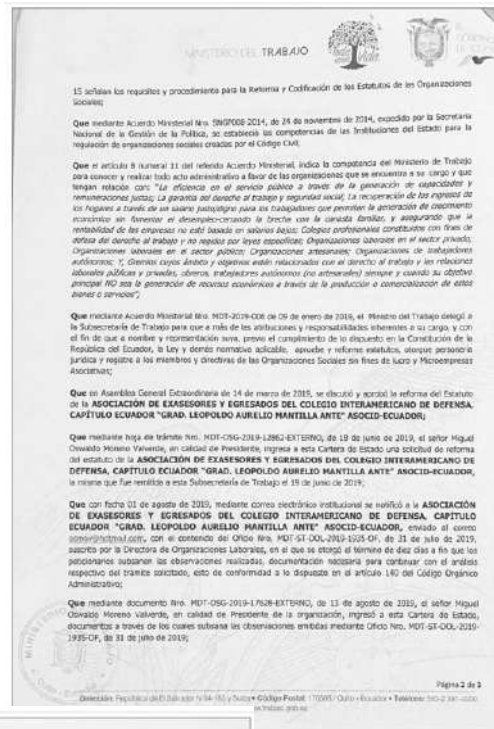 MINISTERIO DEL TRABAJO
15 señalan los requisitos y procedimiento para la Reforma y Codificación de los Estatutos de las Organizaciones
Sociales;
Que mediante Acuerdo Ministerial Nro. SNGP008-2014, de 24 de noviembre de 2014, expedido por la Secretaría
Nacional de la Gestión de la Política, se establecía las competencias de las Instituciones del Estado para la
regulación de organizaciones sociales creadas por el Código Civil;
Que el artículo 8 numeral 11 del referido Acuerdo Ministerial, indica la competencia del Ministerio de Trabajo
para conocer y realizar todo acto administrativo a favor de las organizaciones que se encuentra a su cargo y que
tengan relación con: "La eficiencia en el servicio público a través de la generación de capacidades y
remuneraciones justas; La garantía del derecho al trabajo y seguridad social; La recuperación de los ingresos de
los hogares a través de un salario justo/digno para los trabajadores que permitan la generación de crecimiento
económico sin fomentar el desempleo-cerrando la brecha con la canasta familiar, y asegurando que la
rentabilidad de las empresas no esté basada en salarios bajos; Colegios profesionales constituidos con fines de
defensa del derecho al trabajo y no regidos por leyes específicas; Organizaciones laborales en el sector privado;
Organizaciones laborales en el sector público; Organizaciones artesanales; Organizaciones de trabajadores
autónomos; Y, Gremios cuyos ámbito y objetivos estén relacionados con el derecho al trabajo y las relaciones
laborales públicas y privadas, obreros, trabajadores autónomos (no artesanales) siempre y cuando su objetivo
principal NO sea la generación de recursos económicos a través de la producción o comercialización de estos
bienes o servicios";
Que mediante Acuerdo Ministerial Nro. MDT-2019-006 de 09 de enero de 2019, el Ministro del Trabajo delegó a
la Subsecretaría de Trabajo para que a más de las atribuciones y responsabilidades inherentes a su cargo, y con
el fin de que a nombre y representación suya, previo el cumplimiento de lo dispuesto en la Constitución de la
República del Ecuador, la Ley y demás normativa aplicable, apruebe y reforme estatutos, otorgue personería
jurídica y registre a los miembros y directivas de las Organizaciones Sociales sin fines de lucro y Microempresas
Asociativas;
Que en Asamblea General Extraordinaria de 14 de marzo de 2019, se discutió y aprobó la reforma del Estatuto
de la ASOCIACIÓN DE EXASESORES Y EGRESADOS DEL COLEGIO INTERAMERICANO DE DEFENSA,
CAPÍTULO ECUADOR "GRAD. LEOPOLDO AURELIO MANTILLA ANTE" ASOCID-ECUADOR;
Que mediante hoja de trámite Nro. MDT-DSG-2019-12862-EXTERNO, de 18 de junio de 2019, el señor Miguel
Oswaldo Moreno Valverde, en calidad de Presidente, ingresó a esta Cartera de Estado una solicitud de reforma
del estatuto de la ASOCIACIÓN DE EXASESORES Y EGRESADOS DEL COLEGIO INTERAMERICANO DE
DEFENSA, CAPÍTULO ECUADOR "GRAD. LEOPOLDO AURELIO MANTILLA ANTE" ASOCID-ECUADOR,
la misma que fue remitida a esta Subsecretaría de Trabajo el 19 de junio de 2019;
Que con fecha 01 de agosto de 2019, mediante correo electrónico institucional se notificó a la ASOCIACIÓN
DE EXASESORES Y EGRESADOS DEL COLEGIO INTERAMERICANO DE DEFENSA, CAPÍTULO
ECUADOR "GRAD. LEOPOLDO AURELIO MANTILLA ANTE" ASOCID-ECUADOR, enviado al correo
@hotmail.com, con el contenido del Oficio Nro. MDT-ST-DOL-2019-1935-OF, de 31 de julio de 2019,
suscrito por la Directora de Organizaciones Laborales, en el que se otorgó el término de diez días a fin que los
peticionarios subsanen las observaciones realizadas, documentación necesaria para continuar con el análisis
respectivo del trámite solicitado, esto de conformidad a lo dispuesto en el artículo 140 del Código Orgánico
Administrativo;
Que mediante documento Nro. MDT-DSG-2019-17628-EXTERNO, de 13 de agosto de 2019, el señor Miguel
Oswaldo Moreno Valverde, en calidad de Presidente de la organización, ingresó a esta Cartera de Estado,
documentos a través de los cuales subsana las observaciones emitidas mediante Oficio Nro. MDT-ST-DOL-2019-
1935-OF, de 31 de julio de 2019;
Página 2 de 3
Dirección: República de El Salvador N 34-183 y Suiza • Código Postal: 170505 / Quito • Ecuador • Teléfono: